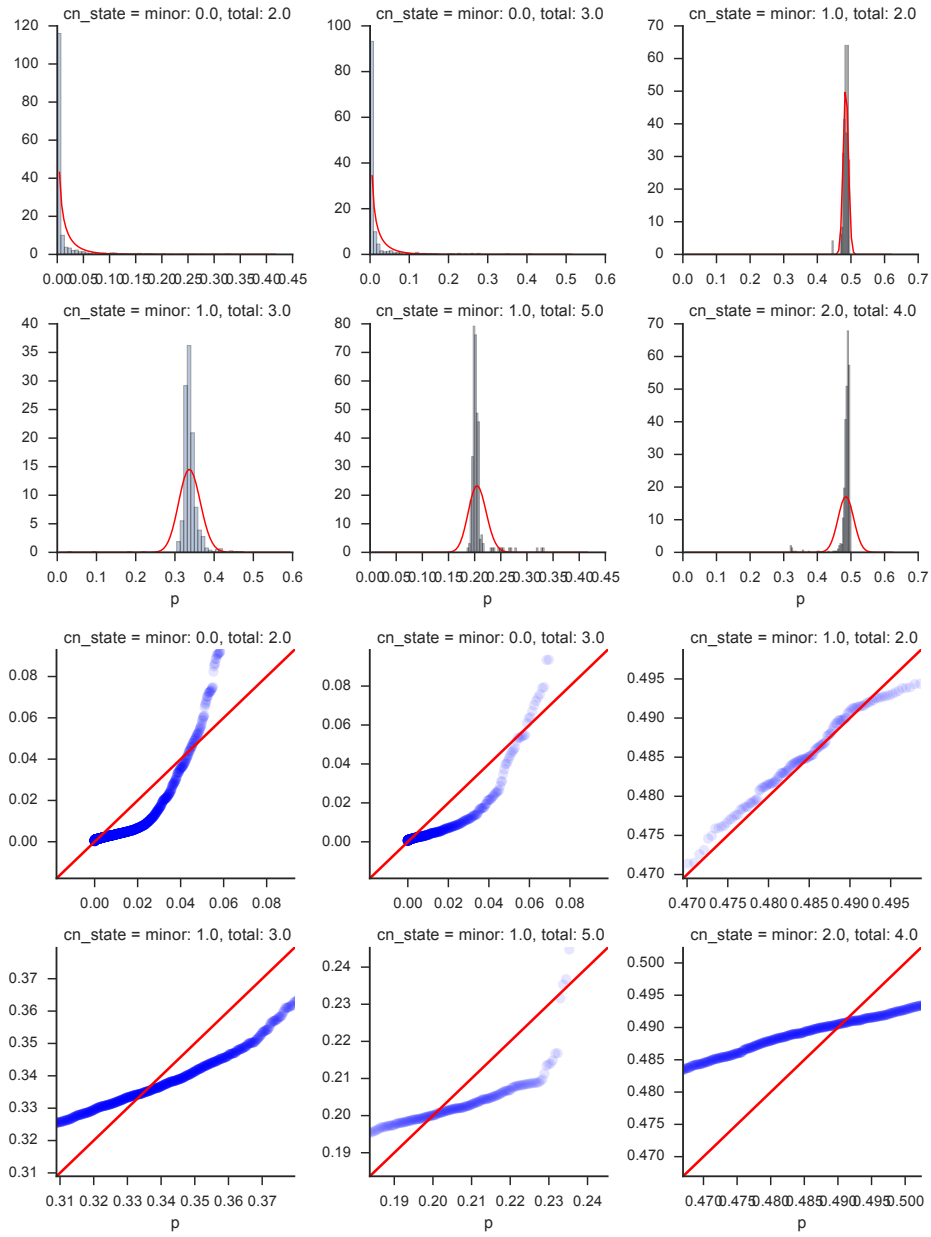 cn_state = minor: 0.0, total: 2.0
cn_state = minor: 0.0, total: 3.0
cn_state = minor: 1.0, total: 2.0
120
100
80
60
40
20
0
100
80
60
40
20
0
70
60
50
40
30
20
10
0
0.00 0.05 0.10 0.15 0.20 0.25 0.30 0.35 0.40 0.45
0.0 0.1 0.2 0.3 0.4 0.5 0.6
0.0 0.1 0.2 0.3 0.4 0.5 0.6 0.7
cn_state = minor: 1.0, total: 3.0
cn_state = minor: 1.0, total: 5.0
cn_state = minor: 2.0, total: 4.0
40
35
30
25
20
15
10
5
0
80
70
60
50
40
30
20
10
0
70
60
50
40
30
20
10
0
0.0 0.1 0.2 0.3 0.4 0.5 0.6
0.00 0.05 0.10 0.15 0.20 0.25 0.30 0.35 0.40 0.45
0.0 0.1 0.2 0.3 0.4 0.5 0.6 0.7
p
p
p
cn_state = minor: 0.0, total: 2.0
cn_state = minor: 0.0, total: 3.0
cn_state = minor: 1.0, total: 2.0
0.08
0.06
0.04
0.02
0.00
0.08
0.06
0.04
0.02
0.00
0.495
0.490
0.485
0.480
0.475
0.470
0.00 0.02 0.04 0.06 0.08
0.00 0.02 0.04 0.06 0.08
0.470 0.475 0.480 0.485 0.490 0.495
cn_state = minor: 1.0, total: 3.0
cn_state = minor: 1.0, total: 5.0
cn_state = minor: 2.0, total: 4.0
0.37
0.36
0.35
0.34
0.33
0.32
0.31
0.24
0.23
0.22
0.21
0.20
0.19
0.500
0.495
0.490
0.485
0.480
0.475
0.470
0.31 0.32 0.33 0.34 0.35 0.36 0.37
0.19 0.20 0.21 0.22 0.23 0.24
0.470 0.475 0.480 0.485 0.490 0.495 0.500
p
p
p